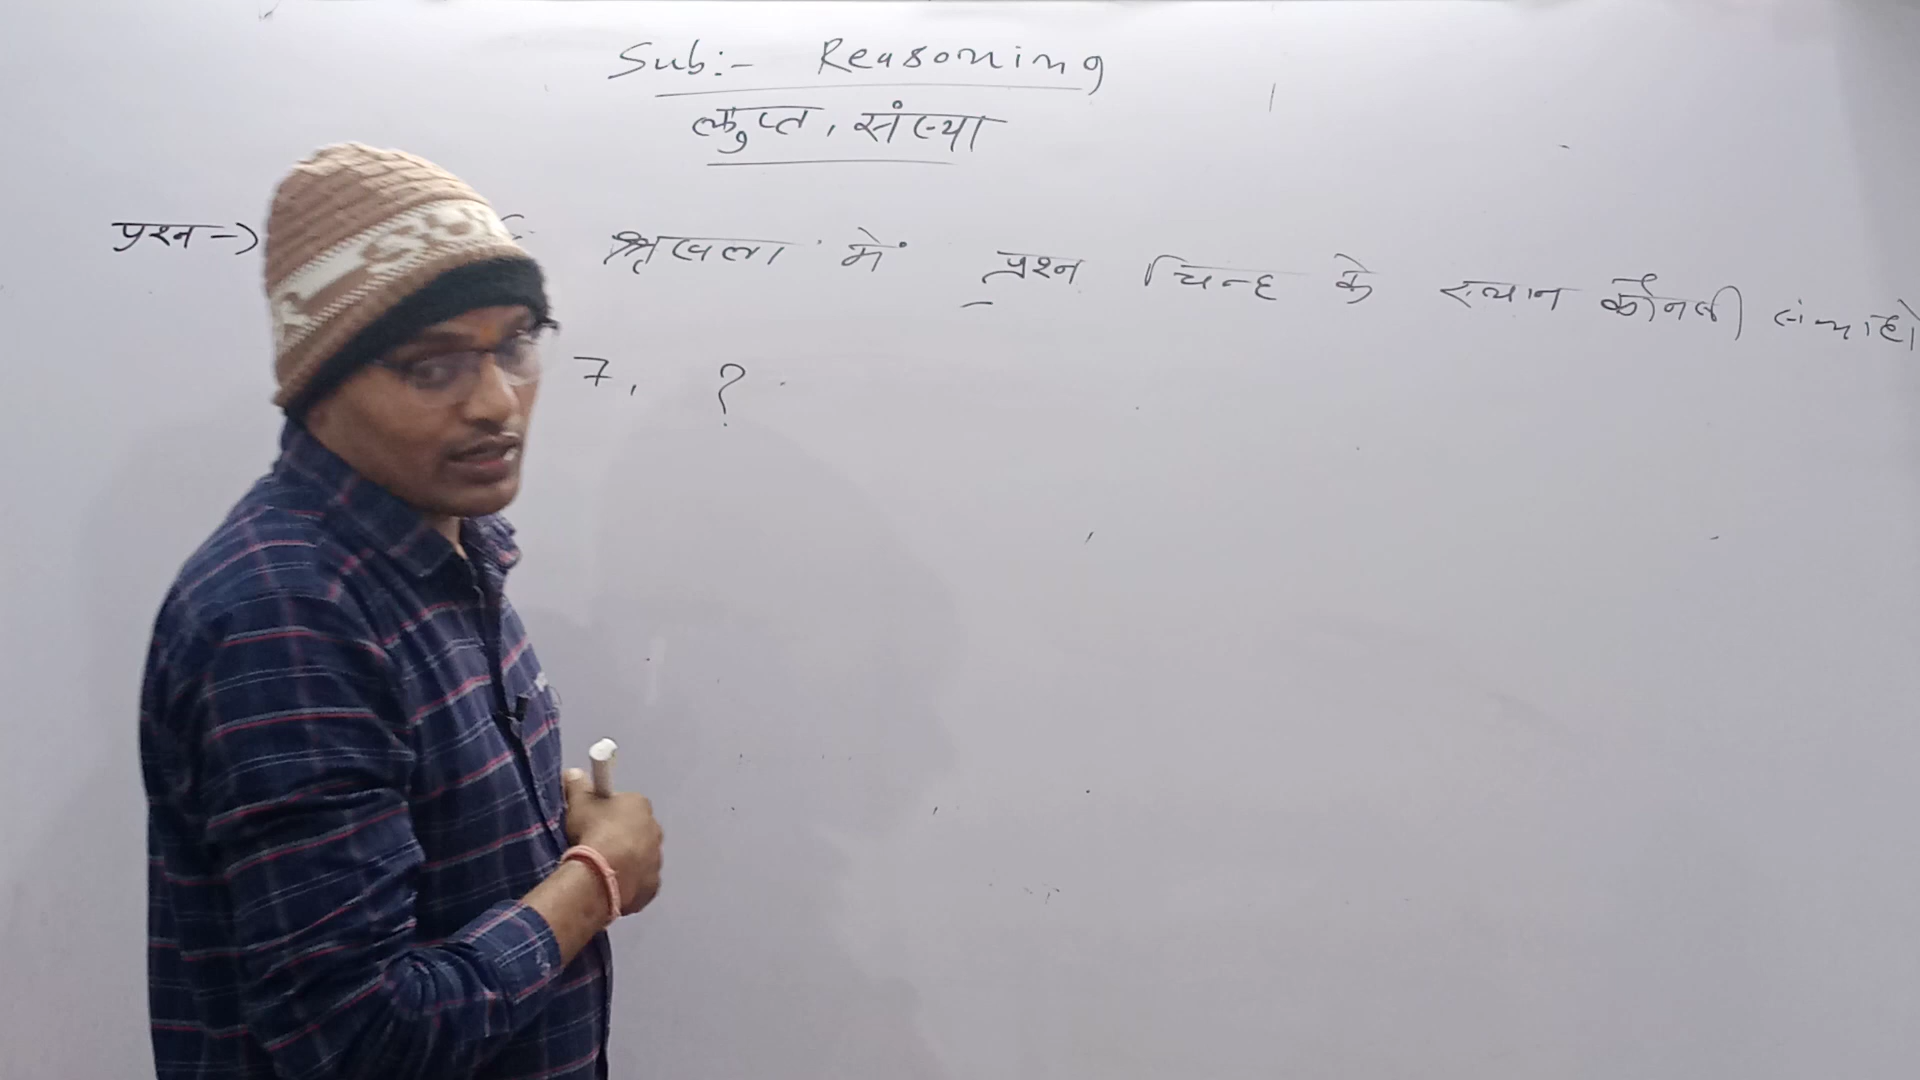 Sub:- Reasoning
लुप्त, संख्या
प्रश्न -> श्रृखला में प्रश्न चिन्ह के स्थान कौनसी
7, ?